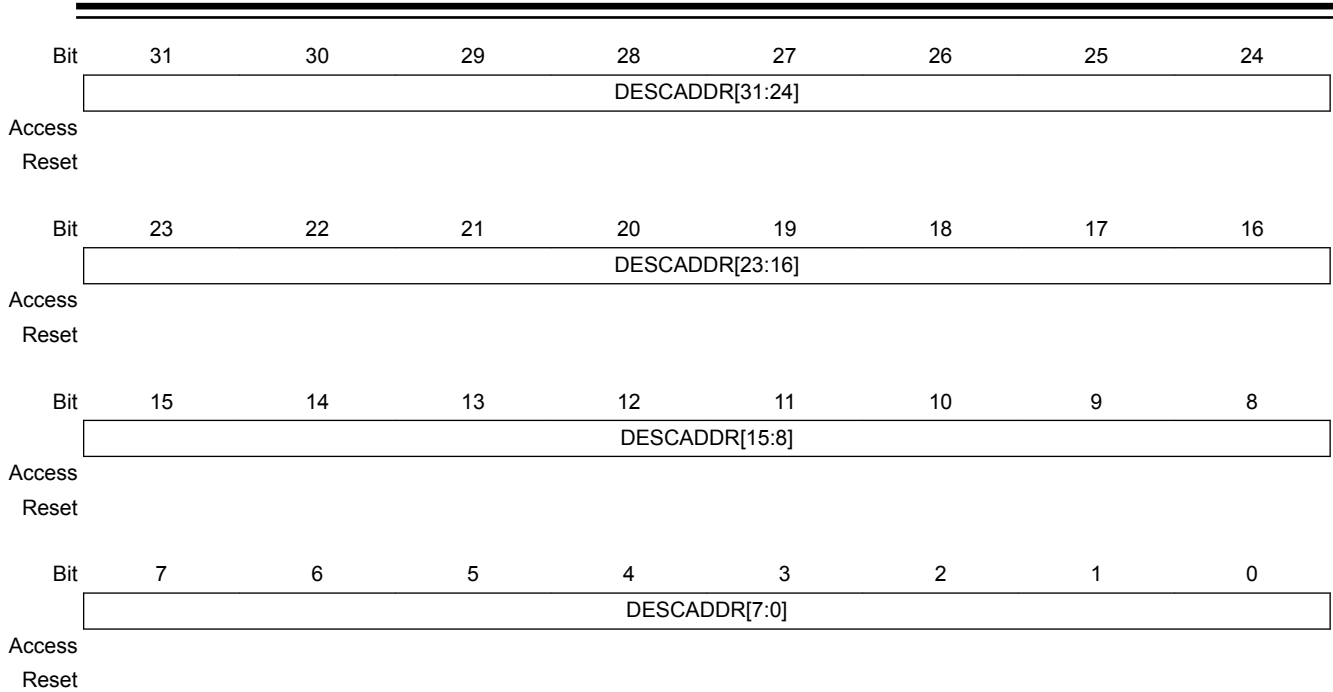 Bit 31 30 29 28 27 26 25 24
DESCADDR[31:24]
Access
Reset
Bit 23 22 21 20 19 18 17 16
DESCADDR[23:16]
Access
Reset
Bit 15 14 13 12 11 10 9 8
DESCADDR[15:8]
Access
Reset
Bit 7 6 5 4 3 2 1 0
DESCADDR[7:0]
Access
Reset